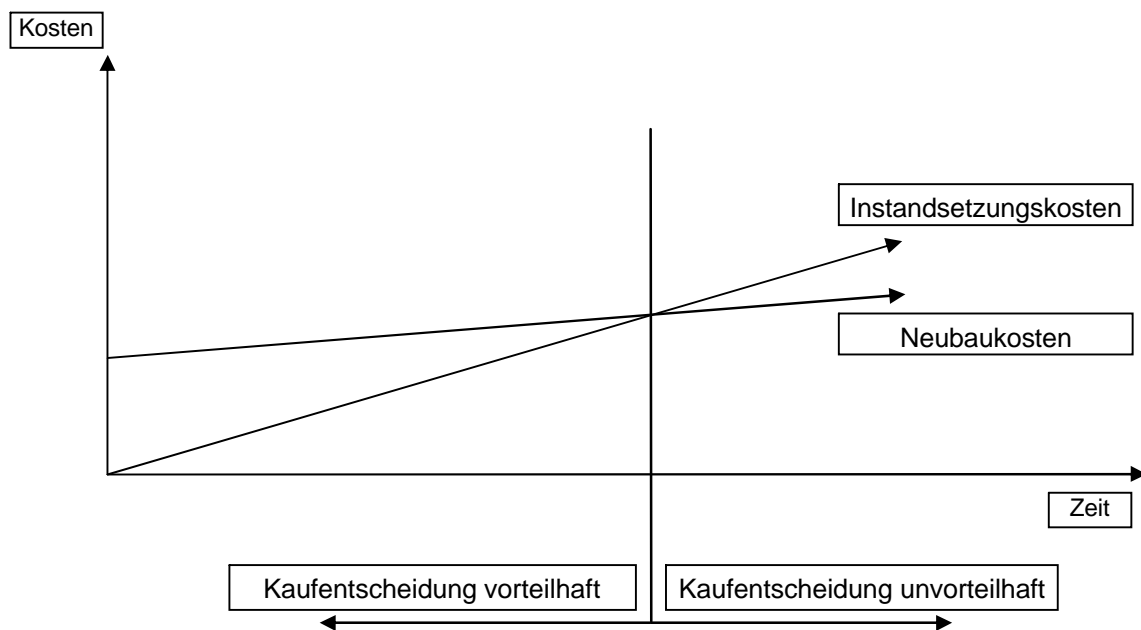 Kosten
Instandsetzungskosten
Neubaukosten
Zeit
Kaufentscheidung vorteilhaft
Kaufentscheidung unvorteilhaft